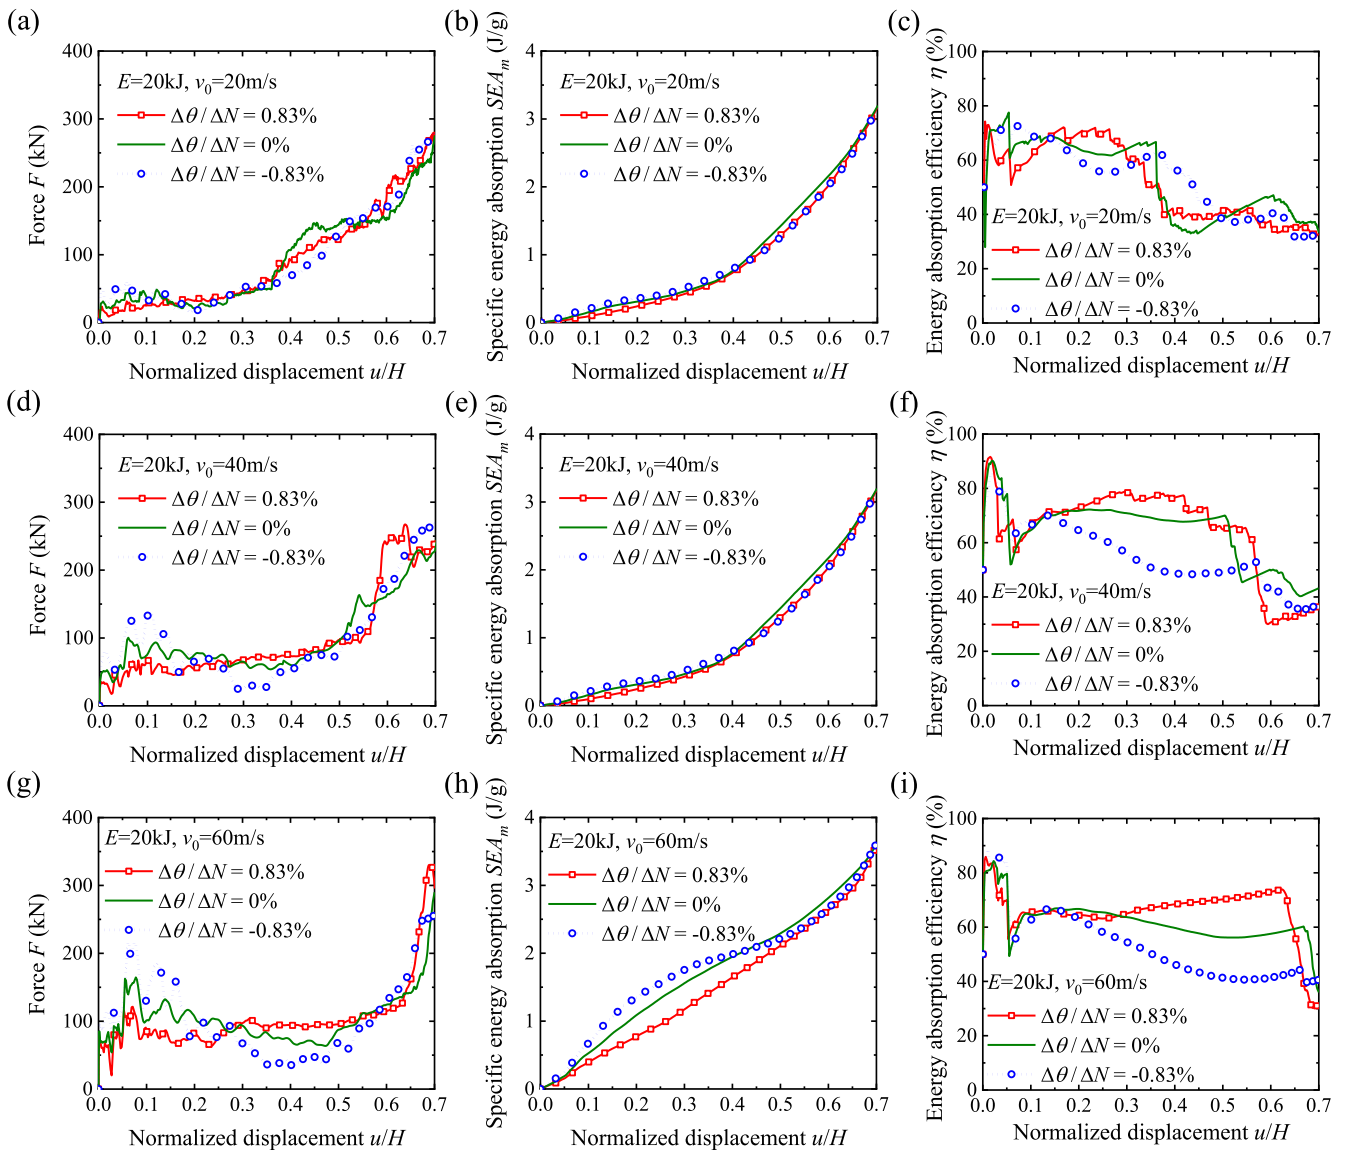 (a)
400
300
200
100
0
Force F (kN)
E=20kJ, v0=20m/s
Δθ/ΔN = 0.83%
Δθ/ΔN = 0%
Δθ/ΔN = -0.83%
0.0 0.1 0.2 0.3 0.4 0.5 0.6 0.7
Normalized displacement u/H
(b)
4
3
2
1
0
Specific energy absorption SEAm (J/g)
E=20kJ, v0=20m/s
Δθ/ΔN = 0.83%
Δθ/ΔN = 0%
Δθ/ΔN = -0.83%
0.0 0.1 0.2 0.3 0.4 0.5 0.6 0.7
Normalized displacement u/H
(c)
100
80
60
40
20
0
Energy absorption efficiency η (%)
E=20kJ, v0=20m/s
Δθ/ΔN = 0.83%
Δθ/ΔN = 0%
Δθ/ΔN = -0.83%
0.0 0.1 0.2 0.3 0.4 0.5 0.6 0.7
Normalized displacement u/H
(d)
400
300
200
100
0
Force F (kN)
E=20kJ, v0=40m/s
Δθ/ΔN = 0.83%
Δθ/ΔN = 0%
Δθ/ΔN = -0.83%
0.0 0.1 0.2 0.3 0.4 0.5 0.6 0.7
Normalized displacement u/H
(e)
4
3
2
1
0
Specific energy absorption SEAm (J/g)
E=20kJ, v0=40m/s
Δθ/ΔN = 0.83%
Δθ/ΔN = 0%
Δθ/ΔN = -0.83%
0.0 0.1 0.2 0.3 0.4 0.5 0.6 0.7
Normalized displacement u/H
(f)
100
80
60
40
20
0
Energy absorption efficiency η (%)
E=20kJ, v0=40m/s
Δθ/ΔN = 0.83%
Δθ/ΔN = 0%
Δθ/ΔN = -0.83%
0.0 0.1 0.2 0.3 0.4 0.5 0.6 0.7
Normalized displacement u/H
(g)
400
300
200
100
0
Force F (kN)
E=20kJ, v0=60m/s
Δθ/ΔN = 0.83%
Δθ/ΔN = 0%
Δθ/ΔN = -0.83%
0.0 0.1 0.2 0.3 0.4 0.5 0.6 0.7
Normalized displacement u/H
(h)
4
3
2
1
0
Specific energy absorption SEAm (J/g)
E=20kJ, v0=60m/s
Δθ/ΔN = 0.83%
Δθ/ΔN = 0%
Δθ/ΔN = -0.83%
0.0 0.1 0.2 0.3 0.4 0.5 0.6 0.7
Normalized displacement u/H
(i)
100
80
60
40
20
0
Energy absorption efficiency η (%)
E=20kJ, v0=60m/s
Δθ/ΔN = 0.83%
Δθ/ΔN = 0%
Δθ/ΔN = -0.83%
0.0 0.1 0.2 0.3 0.4 0.5 0.6 0.7
Normalized displacement u/H